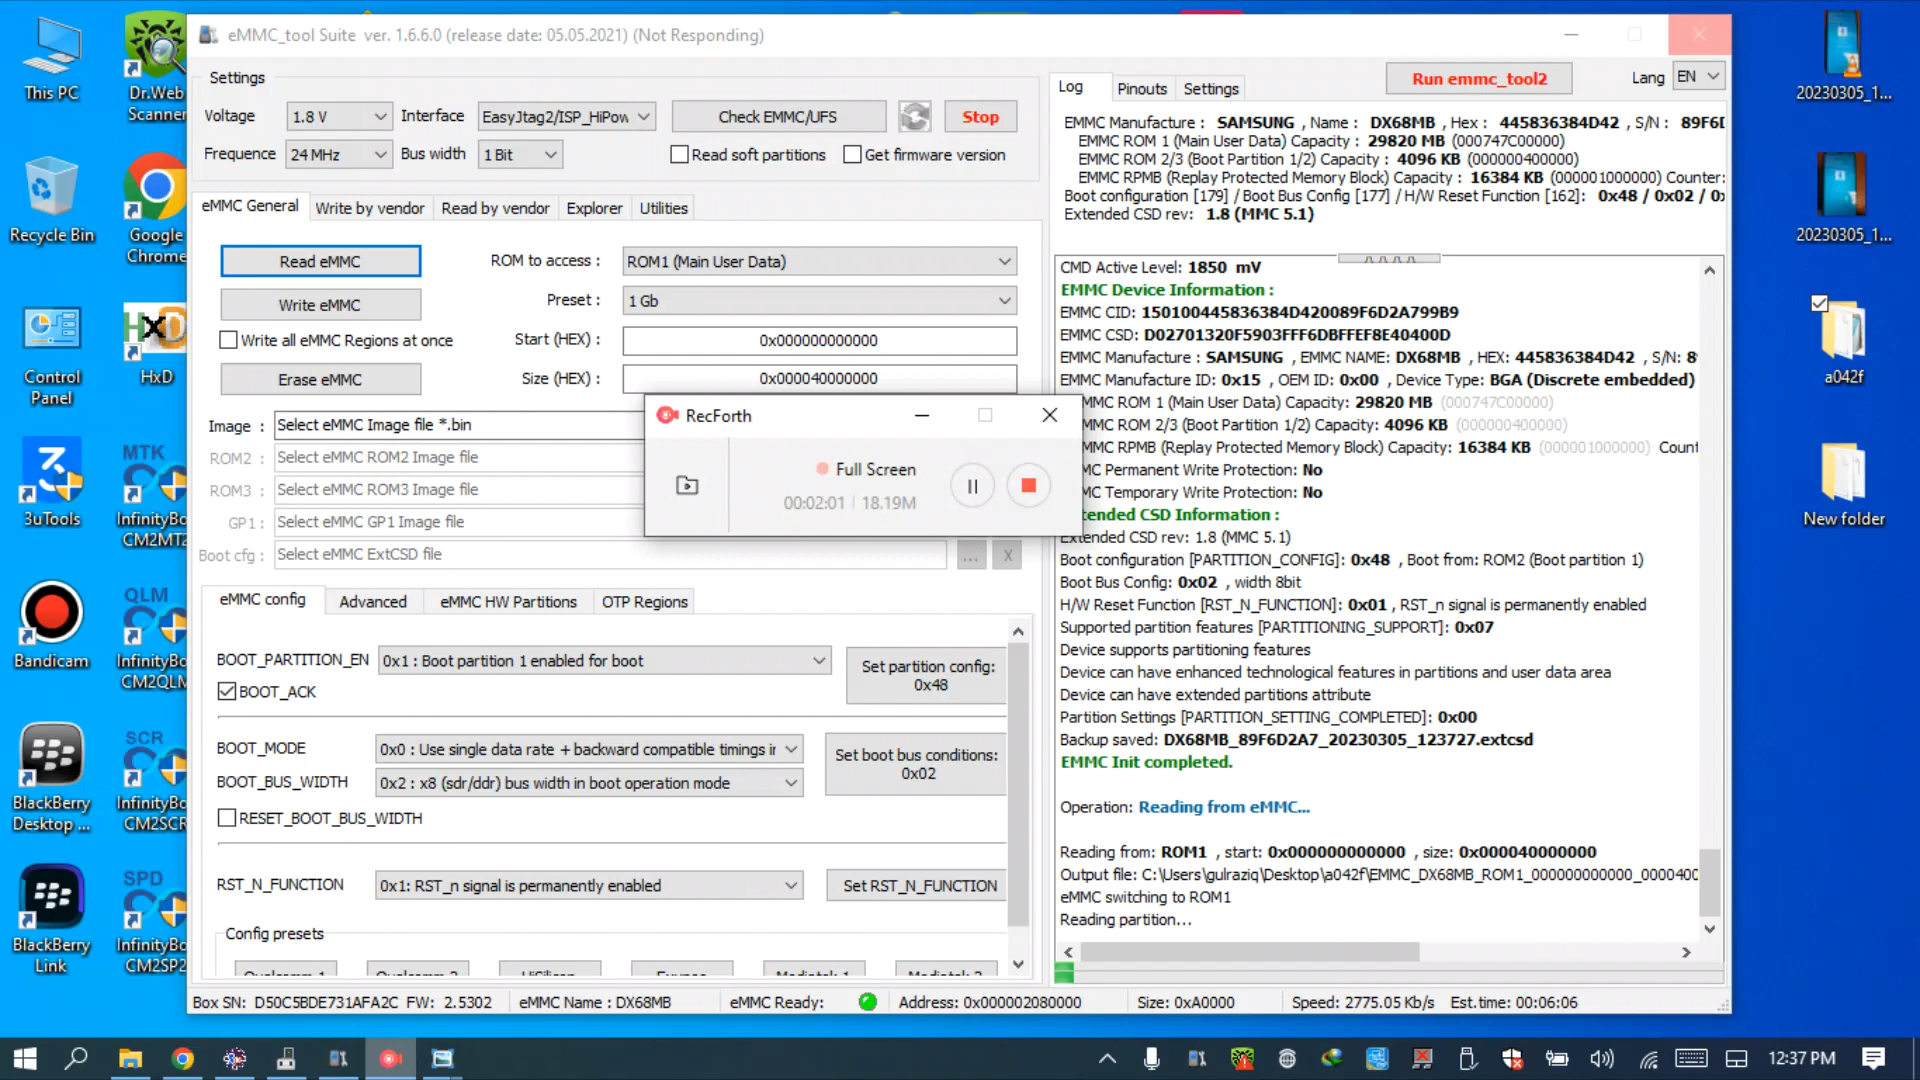 This PC
Dr.Web Scanner
Recycle Bin
Google Chrome
Control Panel
HxD
3uTools
MTK
InfinityBo
CM2MT2
Bandicam
QLM
InfinityBo
CM2QLM
BlackBerry Desktop ...
SCR
InfinityBo
CM2SCR
BlackBerry Link
SPD
InfinityBo
CM2SP2
eMMC_tool Suite ver. 1.6.6.0 (release date: 05.05.2021) (Not Responding)
Settings
Voltage 1.8 V Interface EasyJtag2/ISP_HiPow Check EMMC/UFS Stop
Frequence 24 MHz Bus width 1 Bit Read soft partitions Get firmware version
eMMC General Write by vendor Read by vendor Explorer Utilities
Read eMMC ROM to access : ROM1 (Main User Data)
Write eMMC Preset : 1 Gb
Write all eMMC Regions at once Start (HEX) : 0x000000000000
Erase eMMC Size (HEX) : 0x000040000000
Image : Select eMMC Image file *.bin
ROM2 : Select eMMC ROM2 Image file
ROM3 : Select eMMC ROM3 Image file
GP1 : Select eMMC GP1 Image file
Boot cfg : Select eMMC ExtCSD file ... X
RecForth
Full Screen
00:02:01 18.19M
eMMC config Advanced eMMC HW Partitions OTP Regions
BOOT_PARTITION_EN 0x1 : Boot partition 1 enabled for boot
Set partition config: 0x48
BOOT_ACK
BOOT_MODE 0x0 : Use single data rate + backward compatible timings ir
Set boot bus conditions: 0x02
BOOT_BUS_WIDTH 0x2 : x8 (sdr/ddr) bus width in boot operation mode
RESET_BOOT_BUS_WIDTH
RST_N_FUNCTION 0x1: RST_n signal is permanently enabled Set RST_N_FUNCTION
Config presets
Log Pinouts Settings Run emmc_tool2 Lang EN
EMMC Manufacture : SAMSUNG , Name : DX68MB , Hex : 445836384D42 , S/N : 89F6D
EMMC ROM 1 (Main User Data) Capacity : 29820 MB (000747C00000)
EMMC ROM 2/3 (Boot Partition 1/2) Capacity : 4096 KB (000000400000)
EMMC RPMB (Replay Protected Memory Block) Capacity : 16384 KB (000001000000) Counter:
Boot configuration [179] / Boot Bus Config [177] / H/W Reset Function [162]: 0x48 / 0x02 / 0x
Extended CSD rev: 1.8 (MMC 5.1)
CMD Active Level: 1850 mV
EMMC Device Information :
EMMC CID: 150100445836384D420089F6D2A799B9
EMMC CSD: D02701320F5903FFF6DBFFEF8E40400D
EMMC Manufacture : SAMSUNG , EMMC NAME: DX68MB , HEX: 445836384D42 , S/N: 8
EMMC Manufacture ID: 0x15 , OEM ID: 0x00 , Device Type: BGA (Discrete embedded)
MMC ROM 1 (Main User Data) Capacity: 29820 MB (000747C00000)
MMC ROM 2/3 (Boot Partition 1/2) Capacity: 4096 KB (000000400000)
MMC RPMB (Replay Protected Memory Block) Capacity: 16384 KB (000001000000) Count
MC Permanent Write Protection: No
MC Temporary Write Protection: No
tended CSD Information :
Extended CSD rev: 1.8 (MMC 5.1)
Boot configuration [PARTITION_CONFIG]: 0x48 , Boot from: ROM2 (Boot partition 1)
Boot Bus Config: 0x02 , width 8bit
H/W Reset Function [RST_N_FUNCTION]: 0x01 , RST_n signal is permanently enabled
Supported partition features [PARTITIONING_SUPPORT]: 0x07
Device supports partitioning features
Device can have enhanced technological features in partitions and user data area
Device can have extended partitions attribute
Partition Settings [PARTITION_SETTING_COMPLETED]: 0x00
Backup saved: DX68MB_89F6D2A7_20230305_123727.extcsd
EMMC Init completed.
Operation: Reading from eMMC...
Reading from: ROM1 , start: 0x000000000000 , size: 0x000040000000
Output file: C:\Users\gulraziq\Desktop\a042f\EMMC_DX68MB_ROM1_000000000000_0000400
eMMC switching to ROM1
Reading partition...
Box SN: D50C5BDE731AFA2C FW: 2.5302 eMMC Name : DX68MB eMMC Ready: Address: 0x000002080000 Size: 0xA0000 Speed: 2775.05 Kb/s Est.time: 00:06:06
20230305_1...
20230305_1...
a042f
New folder
12:37 PM